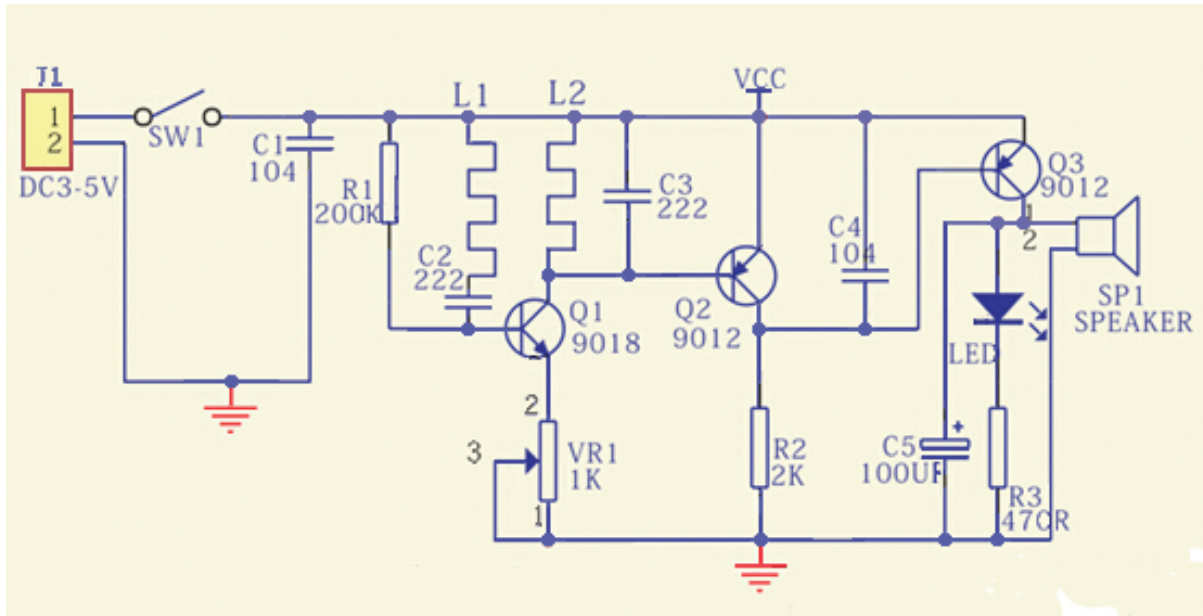 J1
1
2
DC3-5V
SW1
C1
104
R1
200K
L1
L2
C2
222
C3
222
Q1
9018
2
3
VR1
1K
1
VCC
Q2
9012
R2
2K
C4
104
Q3
9012
1
2
SP1
SPEAKER
LED
C5
+
100UF
R3
470R